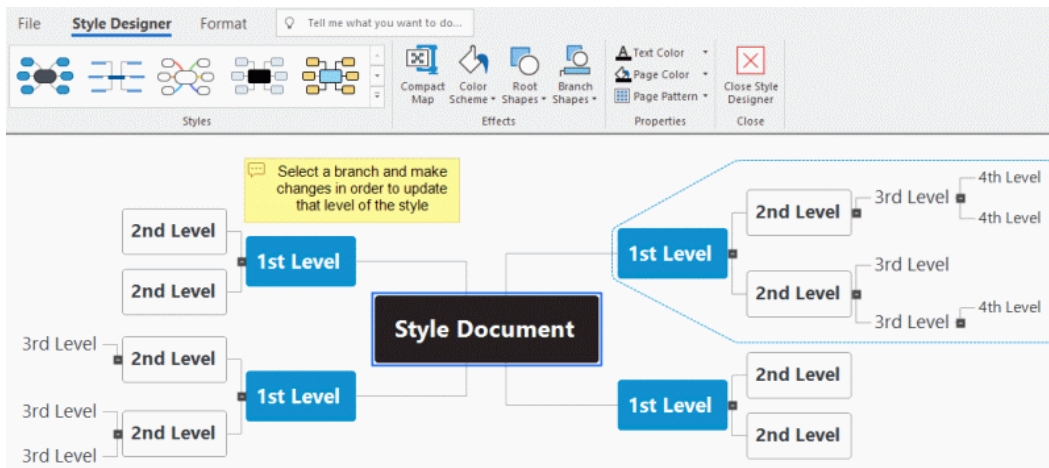 File Style Designer Format Tell me what you want to do...
Compact Map
Color Scheme
Root Shapes
Branch Shapes
Text Color
Page Color
Page Pattern
Close Style Designer
Styles Effects Properties Close
Select a branch and make
changes in order to update
that level of the style
2nd Level
1st Level
2nd Level
3rd Level
2nd Level
1st Level
3rd Level
2nd Level
3rd Level
Style Document
1st Level
2nd Level
3rd Level
4th Level
4th Level
2nd Level
3rd Level
3rd Level
4th Level
1st Level
2nd Level
2nd Level